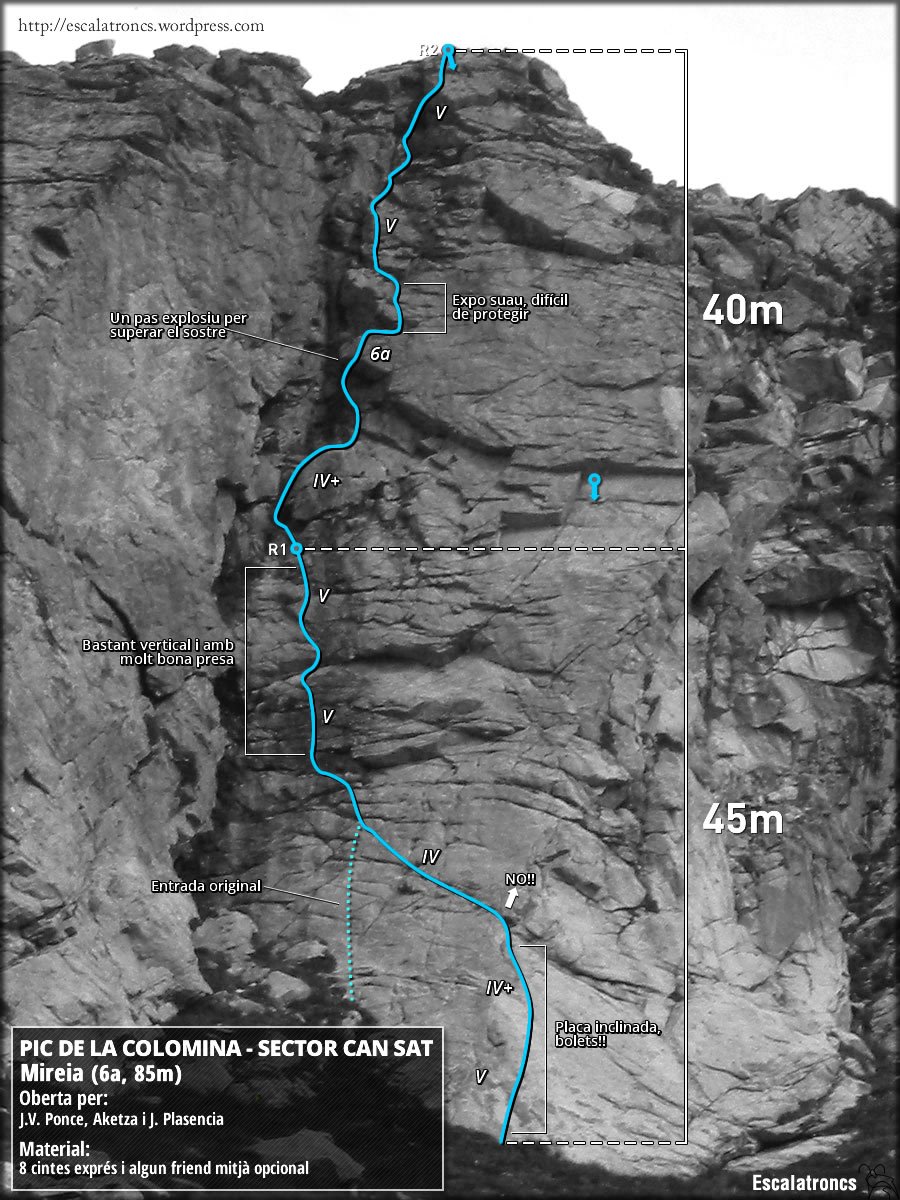 http://escalatroncs.wordpress.com
R2
V
V
Expo suau, difícil
de protegir
40m
Un pas explosiu per
superar el sostre
6a
IV+
R1
V
Bastant vertical i amb
molt bona presa
V
45m
IV
NO!!
Entrada original
IV+
Placa inclinada,
bolets!!
V
PIC DE LA COLOMINA - SECTOR CAN SAT
Mireia (6a, 85m)
Oberta per:
J.V. Ponce, Aketza i J. Plasencia
Material:
8 cintes exprés i algun friend mitjà opcional
Escalatroncs